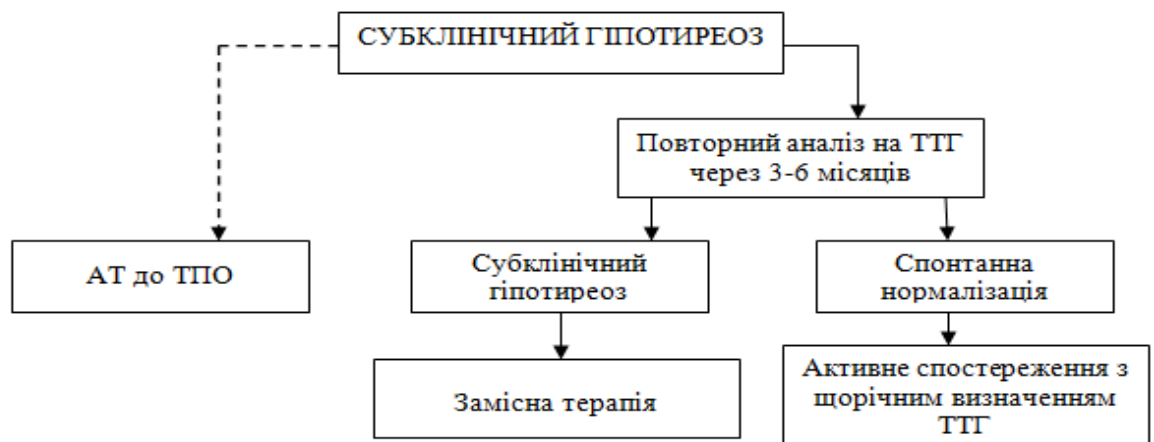 СУБКЛІНІЧНИЙ ГІПОТИРЕОЗ
Повторний аналіз на ТТГ
через 3-6 місяців
АТ до ТПО
Субклінічний
гіпотиреоз
Спонтанна
нормалізація
Замісна терапія
Активне спостереження з
щорічним визначенням
ТТГ